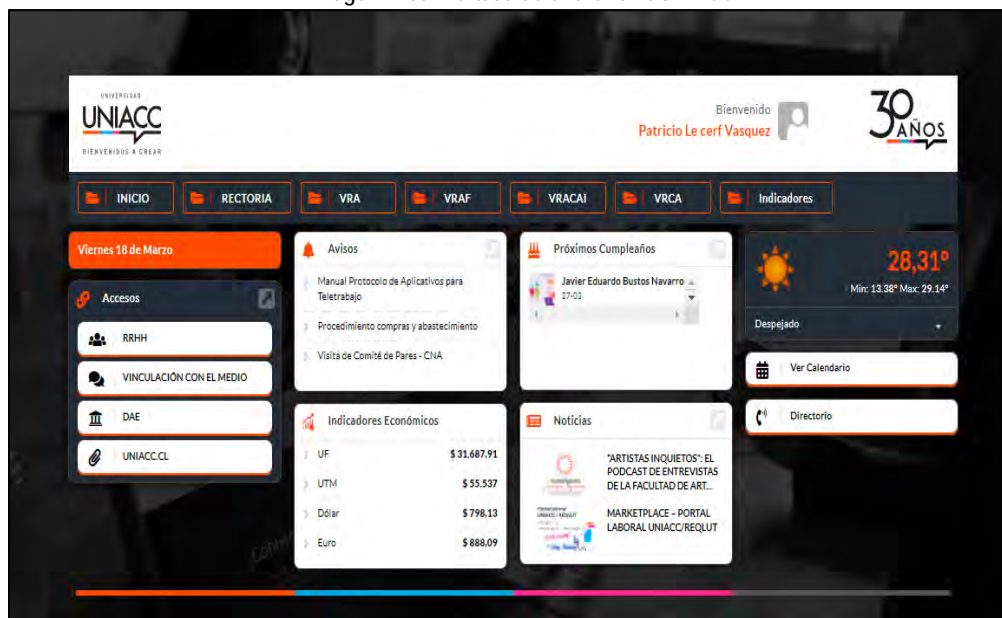 UNIVERSIDAD
UNIACC
BIENVENIDOS A CREAR
Bienvenido
Patricio Le cerf Vasquez
30
AÑOS
INICIO
RECTORIA
VRA
VRAF
VRACAI
VRCA
Indicadores
Viernes 18 de Marzo
Accesos
RRHH
VINCULACIÓN CON EL MEDIO
DAE
UNIACC.CL
Avisos
Manual Protocolo de Aplicativos para
Teletrabajo
Procedimiento compras y abastecimiento
Visita de Comité de Pares - CNA
Próximos Cumpleaños
Javier Eduardo Bustos Navarro
27-03
28,31°
Min: 13.38° Max: 29.14°
Despejado
Ver Calendario
Directorio
Indicadores Económicos
UF $ 31.687,91
UTM $ 55.537
Dólar $ 798,13
Euro $ 888,09
Noticias
"ARTISTAS INQUIETOS": EL
PODCAST DE ENTREVISTAS
DE LA FACULTAD DE ART...
MARKETPLACE – PORTAL
LABORAL UNIACC/REQLUT